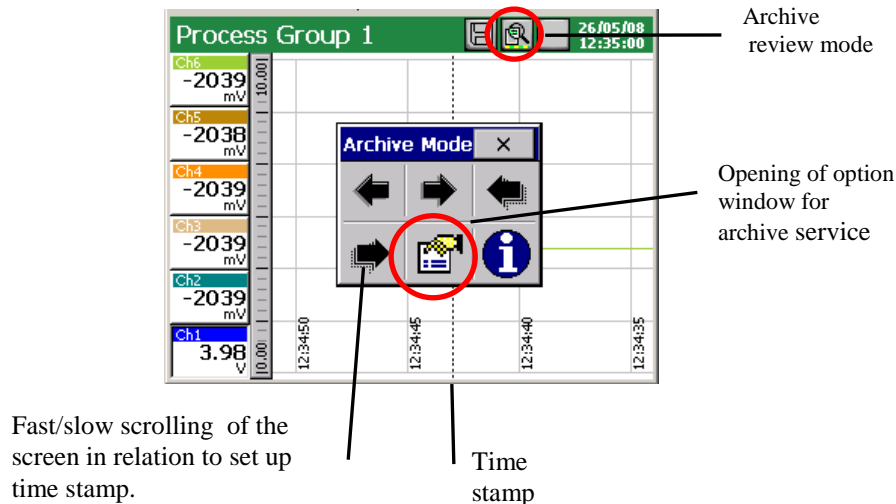 Process Group 1
26/05/08
12:35:00
Archive
review mode
Ch6
-2039
mV
10.00
Ch5
-2038
mV
Ch4
-2039
mV
Ch3
-2039
mV
Ch2
-2039
mV
Ch1
3.98
V
0.00
Archive Mode
Opening of option
window for
archive service
12:34:50
12:34:45
12:34:40
12:34:35
Fast/slow scrolling of the
screen in relation to set up
time stamp.
Time
stamp